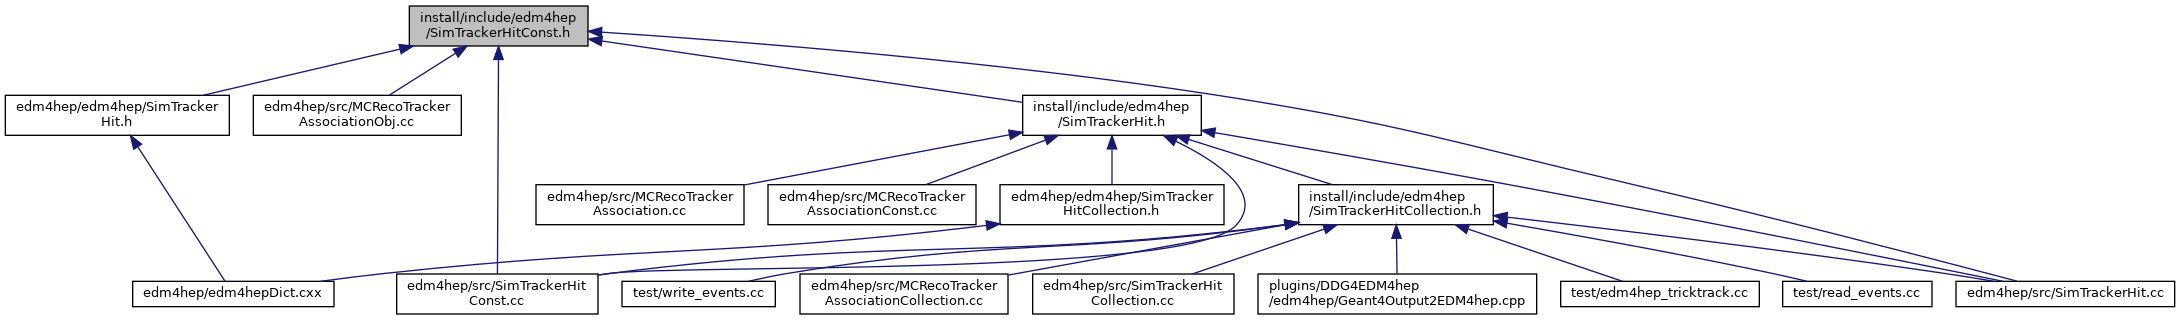 install/include/edm4hep
/SimTrackerHitConst.h
edm4hep/edm4hep/SimTracker
Hit.h
edm4hep/src/MCRecoTracker
AssociationObj.cc
install/include/edm4hep
/SimTrackerHit.h
edm4hep/src/MCRecoTracker
Association.cc
edm4hep/src/MCRecoTracker
AssociationConst.cc
edm4hep/edm4hep/SimTracker
HitCollection.h
install/include/edm4hep
/SimTrackerHitCollection.h
edm4hep/edm4hepDict.cxx
edm4hep/src/SimTrackerHit
Const.cc
test/write_events.cc
edm4hep/src/MCRecoTracker
AssociationCollection.cc
edm4hep/src/SimTrackerHit
Collection.cc
plugins/DDG4EDM4hep
/edm4hep/Geant4Output2EDM4hep.cpp
test/edm4hep_tricktrack.cc
test/read_events.cc
edm4hep/src/SimTrackerHit.cc